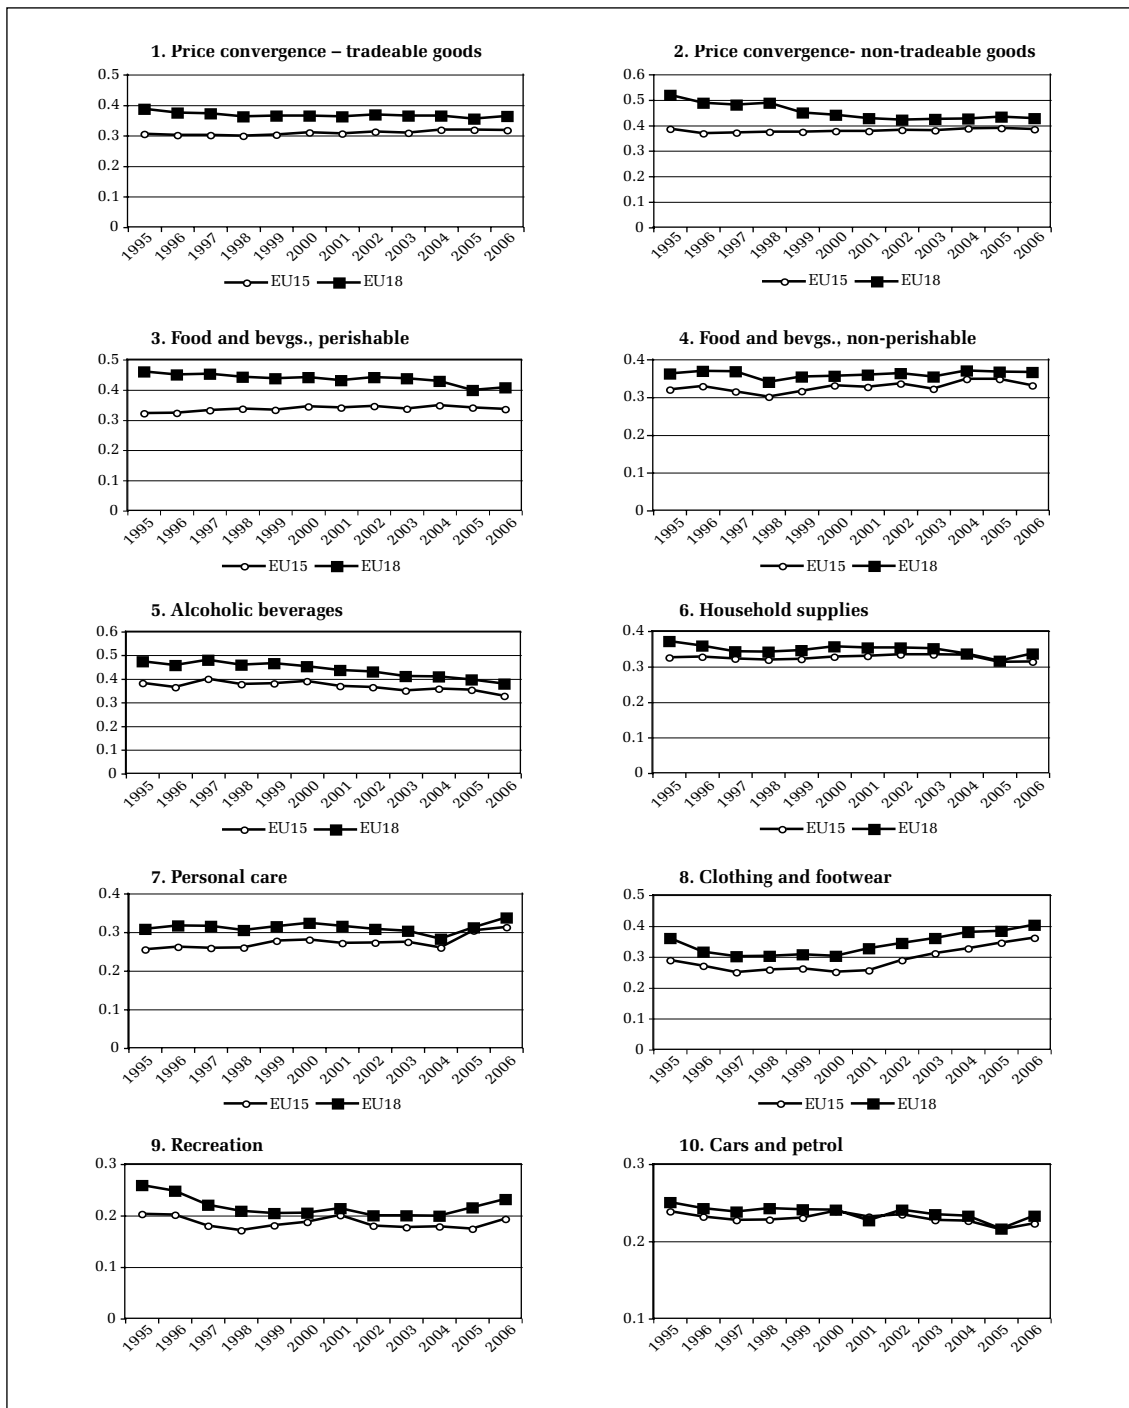 1. Price convergence – tradeable goods
0.5
0.4
0.3
0.2
0.1
0
1995 1996 1997 1998 1999 2000 2001 2002 2003 2004 2005 2006
EU15 EU18
2. Price convergence- non-tradeable goods
0.6
0.5
0.4
0.3
0.2
0.1
0
1995 1996 1997 1998 1999 2000 2001 2002 2003 2004 2005 2006
EU15 EU18
3. Food and bevgs., perishable
0.5
0.4
0.3
0.2
0.1
0
1995 1996 1997 1998 1999 2000 2001 2002 2003 2004 2005 2006
EU15 EU18
4. Food and bevgs., non-perishable
0.4
0.3
0.2
0.1
0
1995 1996 1997 1998 1999 2000 2001 2002 2003 2004 2005 2006
EU15 EU18
5. Alcoholic beverages
0.6
0.5
0.4
0.3
0.2
0.1
0
1995 1996 1997 1998 1999 2000 2001 2002 2003 2004 2005 2006
EU15 EU18
6. Household supplies
0.4
0.3
0.2
0.1
0
1995 1996 1997 1998 1999 2000 2001 2002 2003 2004 2005 2006
EU15 EU18
7. Personal care
0.4
0.3
0.2
0.1
0
1995 1996 1997 1998 1999 2000 2001 2002 2003 2004 2005 2006
EU15 EU18
8. Clothing and footwear
0.5
0.4
0.3
0.2
0.1
0
1995 1996 1997 1998 1999 2000 2001 2002 2003 2004 2005 2006
EU15 EU18
9. Recreation
0.3
0.2
0.1
0
1995 1996 1997 1998 1999 2000 2001 2002 2003 2004 2005 2006
10. Cars and petrol
0.3
0.2
0.1
1995 1996 1997 1998 1999 2000 2001 2002 2003 2004 2005 2006